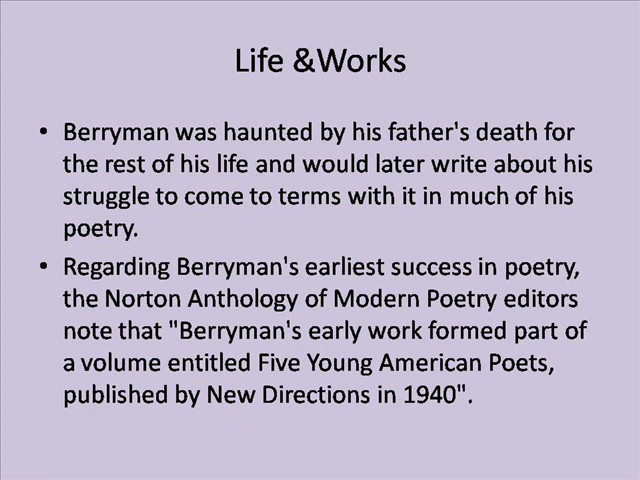 Life &Works
• Berryman was haunted by his father's death for
the rest of his life and would later write about his
struggle to come to terms with it in much of his
poetry.
• Regarding Berryman's earliest success in poetry,
the Norton Anthology of Modern Poetry editors
note that "Berryman's early work formed part of
a volume entitled Five Young American Poets,
published by New Directions in 1940".